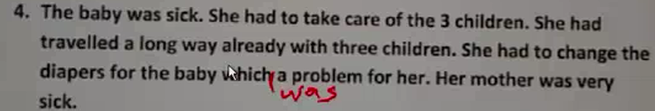 4. The baby was sick. She had to take care of the 3 children. She had
travelled a long way already with three children. She had to change the
diapers for the baby which a problem for her. Her mother was very
was
sick.